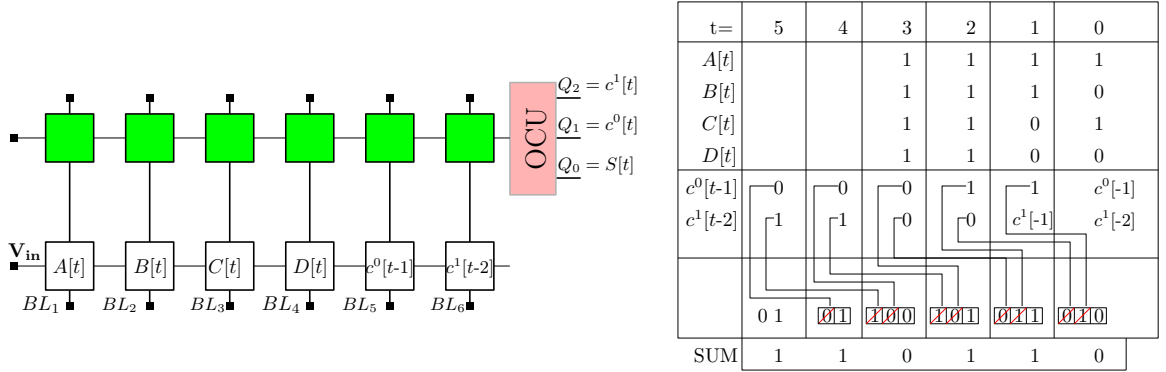 Q₂ = c¹[t]
Q₁ = c⁰[t]
Q₀ = S[t]
OCU
V_in
A[t] B[t] C[t] D[t] c⁰[t-1] c¹[t-2]
BL₁ BL₂ BL₃ BL₄ BL₅ BL₆
t= 5 4 3 2 1 0
A[t] 1 1 1 1
B[t] 1 1 1 0
C[t] 1 1 0 1
D[t] 1 1 0 0
c⁰[t-1] 0 0 0 1 1 c⁰[-1]
c¹[t-2] 1 1 0 0 c¹[-1] c¹[-2]
0 1 0 1 1 0 0 1 0 1 0 1 1 0 1 0
SUM 1 1 0 1 1 0